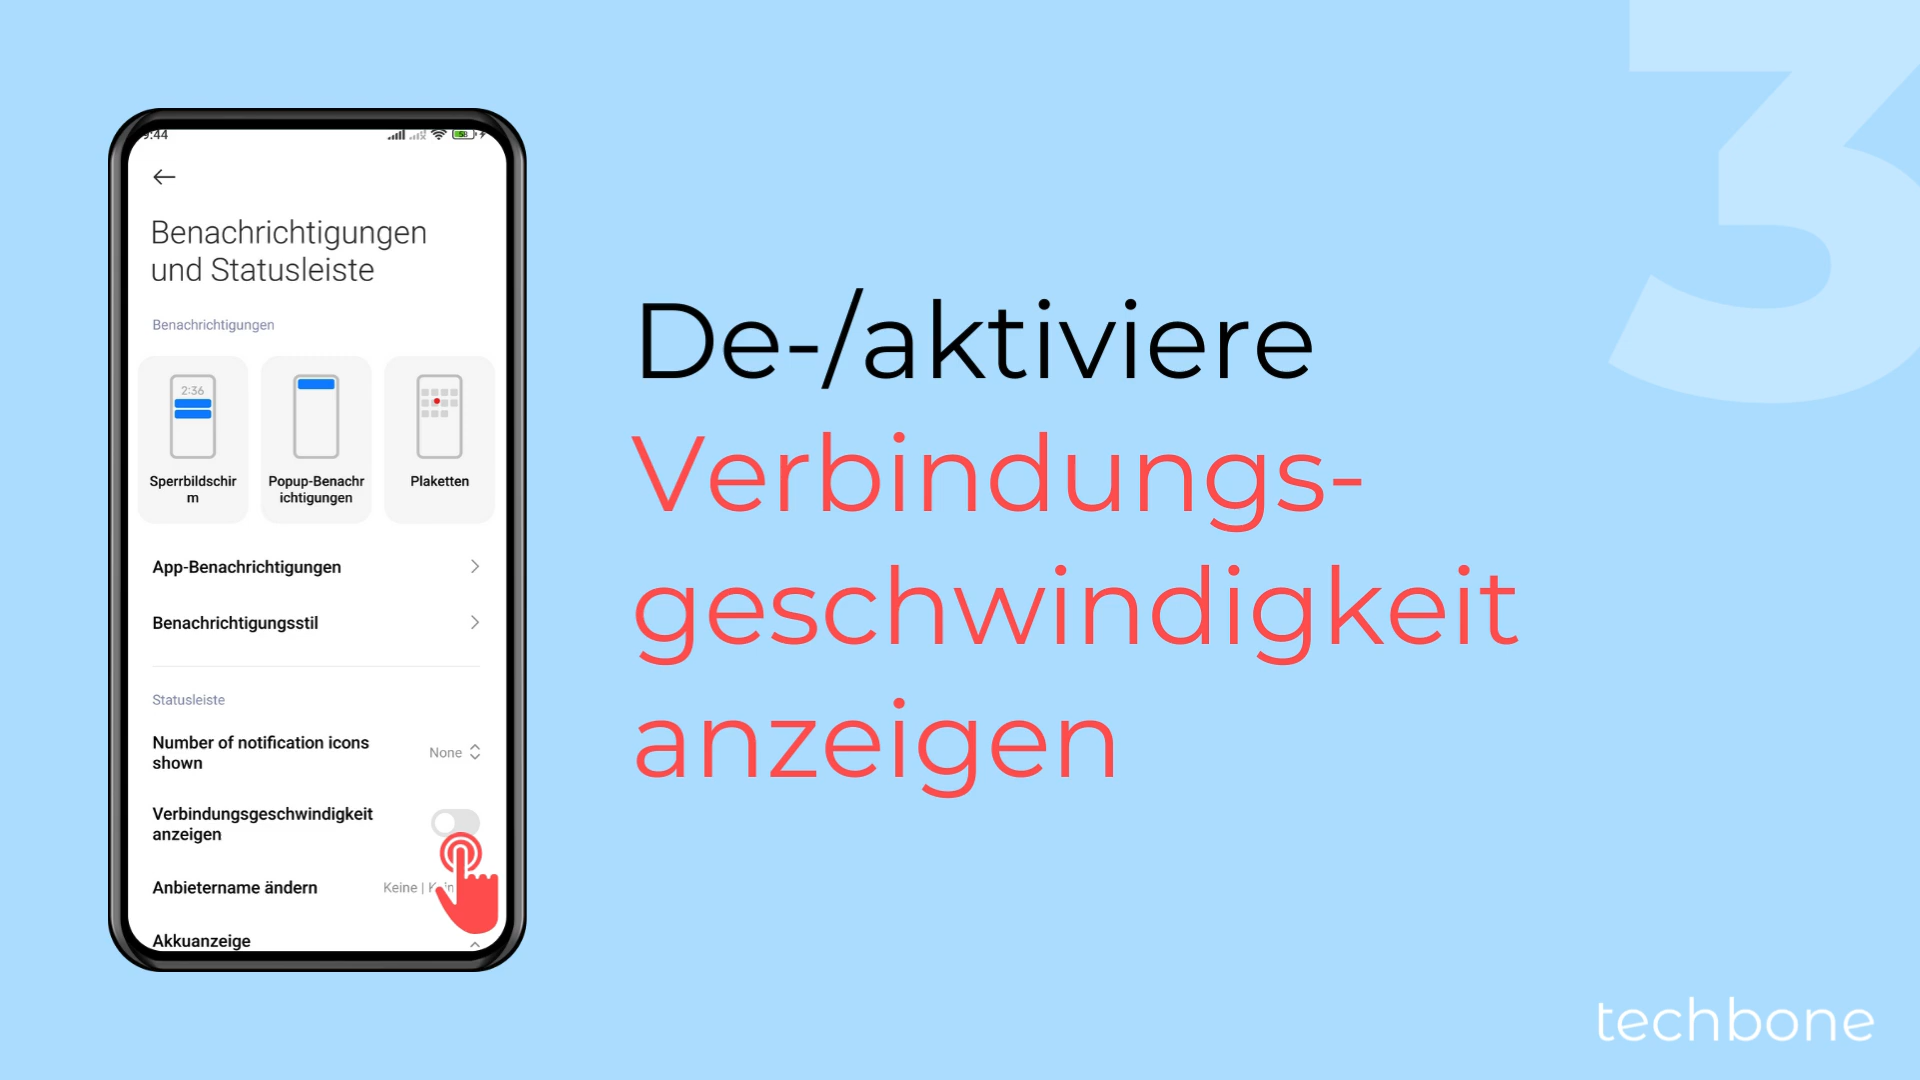 3
9:44
58
Benachrichtigungen
und Statusleiste
Benachrichtigungen
2:36
Sperrbildschir
m
Popup-Benachr
ichtigungen
Plaketten
App-Benachrichtigungen
Benachrichtigungsstil
Statusleiste
Number of notification icons
shown
None
Verbindungsgeschwindigkeit
anzeigen
Anbietername ändern
Keine |
Akkuanzeige
De-/aktiviere
Verbindungs-
geschwindigkeit
anzeigen
techbone